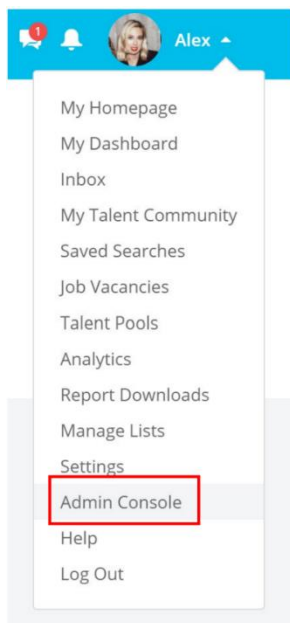 1
Alex
My Homepage
My Dashboard
Inbox
My Talent Community
Saved Searches
Job Vacancies
Talent Pools
Analytics
Report Downloads
Manage Lists
Settings
Admin Console
Help
Log Out